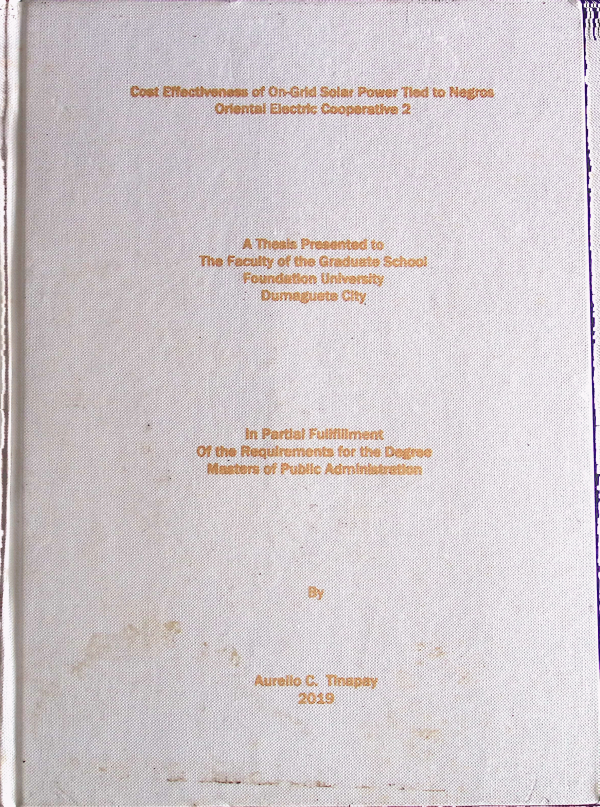 Cost Effectiveness of On-Grid Solar Power Tied to Negros
Oriental Electric Cooperative 2
A Thesis Presented to
The Faculty of the Graduate School
Foundation University
Dumaguete City
In Partial Fullfillment
Of the Requirements for the Degree
Masters of Public Administration
By
Aurelio C. Tinapay
2019